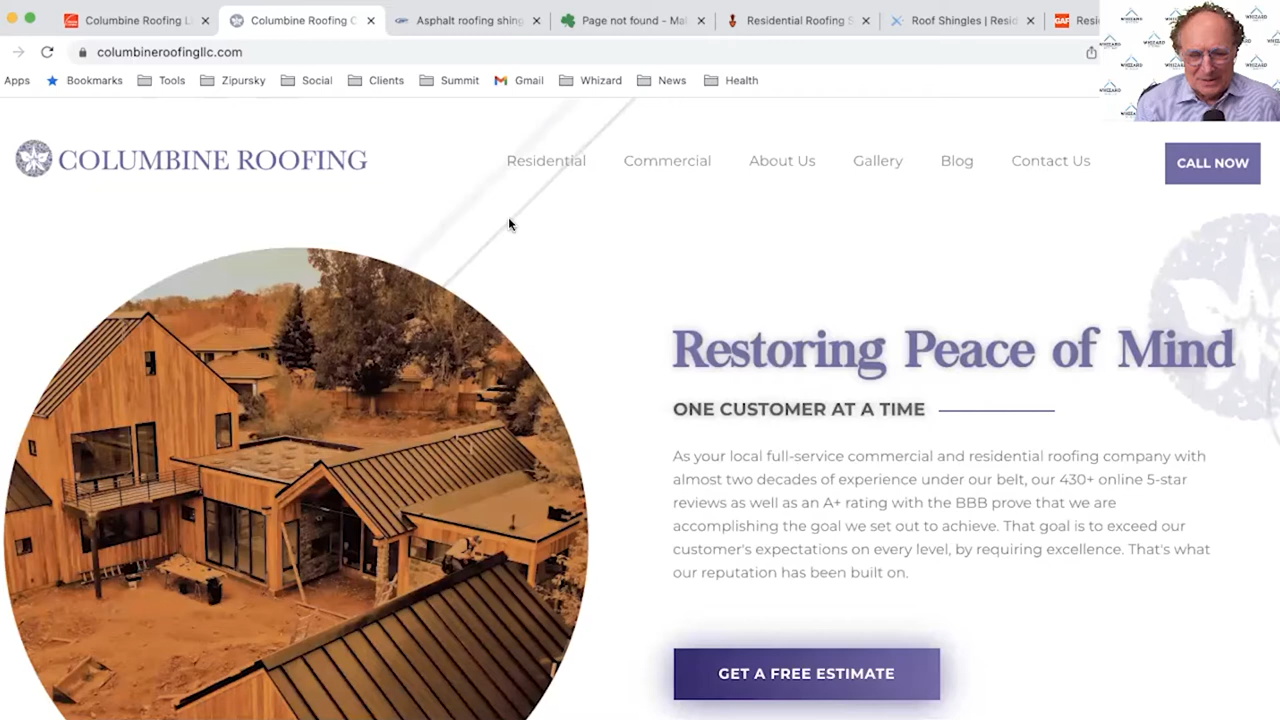 Columbine Roofing L
Columbine Roofing C
Asphalt roofing shing
Page not found - Mal
Residential Roofing S
Roof Shingles | Resid
GAF
Resi
columbineroofingllc.com
Apps
Bookmarks
Tools
Zipursky
Social
Clients
Summit
Gmail
Whizard
News
Health
WHIZARD
COLUMBINE ROOFING
Residential
Commercial
About Us
Gallery
Blog
Contact Us
CALL NOW
Restoring Peace of Mind
ONE CUSTOMER AT A TIME
As your local full-service commercial and residential roofing company with
almost two decades of experience under our belt, our 430+ online 5-star
reviews as well as an A+ rating with the BBB prove that we are
accomplishing the goal we set out to achieve. That goal is to exceed our
customer's expectations on every level, by requiring excellence. That's what
our reputation has been built on.
GET A FREE ESTIMATE